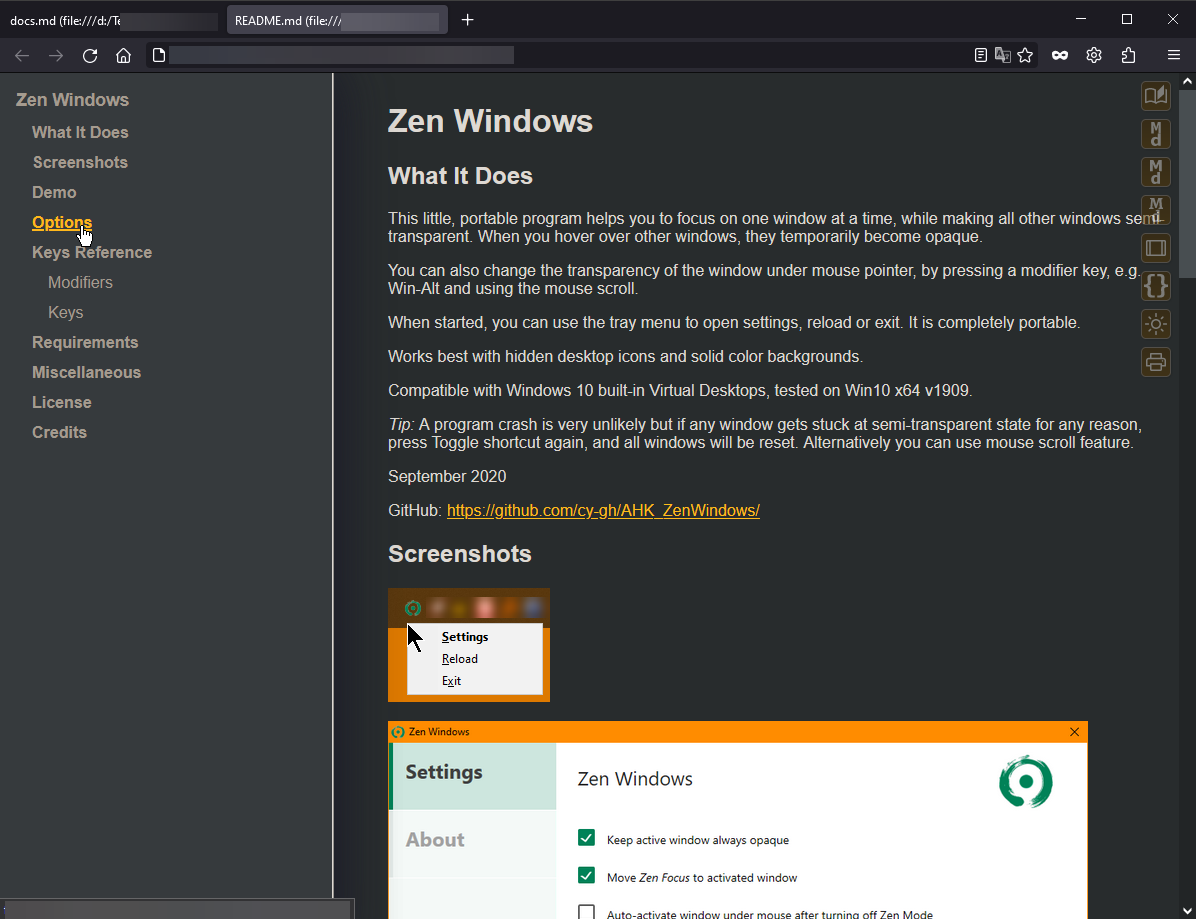 docs.md (file:///d:/Te
README.md (file:///
Zen Windows
What It Does
Screenshots
Demo
Options
Keys Reference
Modifiers
Keys
Requirements
Miscellaneous
License
Credits
Zen Windows
What It Does
This little, portable program helps you to focus on one window at a time, while making all other windows semi
transparent. When you hover over other windows, they temporarily become opaque.
You can also change the transparency of the window under mouse pointer, by pressing a modifier key, e.g.
Win-Alt and using the mouse scroll.
When started, you can use the tray menu to open settings, reload or exit. It is completely portable.
Works best with hidden desktop icons and solid color backgrounds.
Compatible with Windows 10 built-in Virtual Desktops, tested on Win10 x64 v1909.
Tip: A program crash is very unlikely but if any window gets stuck at semi-transparent state for any reason,
press Toggle shortcut again, and all windows will be reset. Alternatively you can use mouse scroll feature.
September 2020
GitHub: https://github.com/cy-gh/AHK_ZenWindows/
Screenshots
Settings
Reload
Exit
Zen Windows
Settings
About
Zen Windows
Keep active window always opaque
Move Zen Focus to activated window
Auto-activate window under mouse after turning off Zen Mode
Md
Md
Md
{}